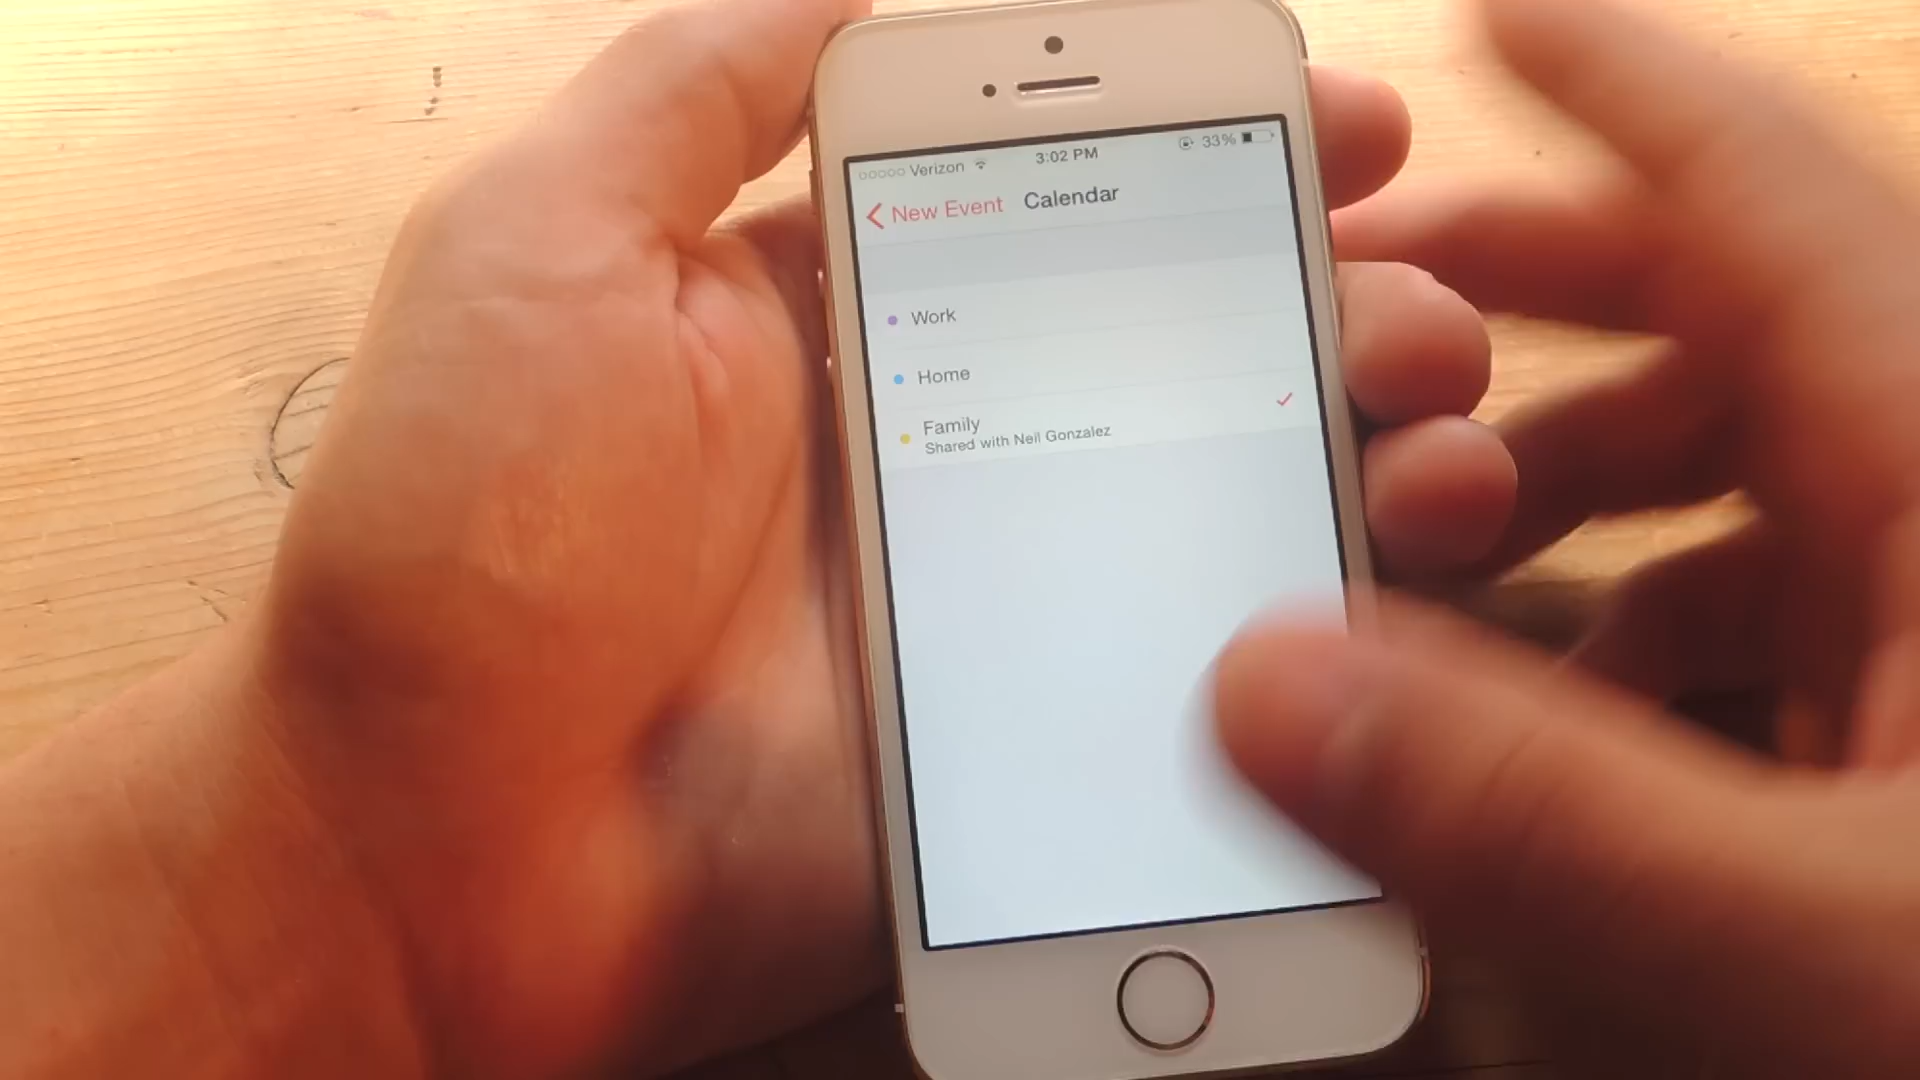 Verizon 3:02 PM 33%
New Event Calendar
Work
Home
Family
Shared with Neil Gonzalez